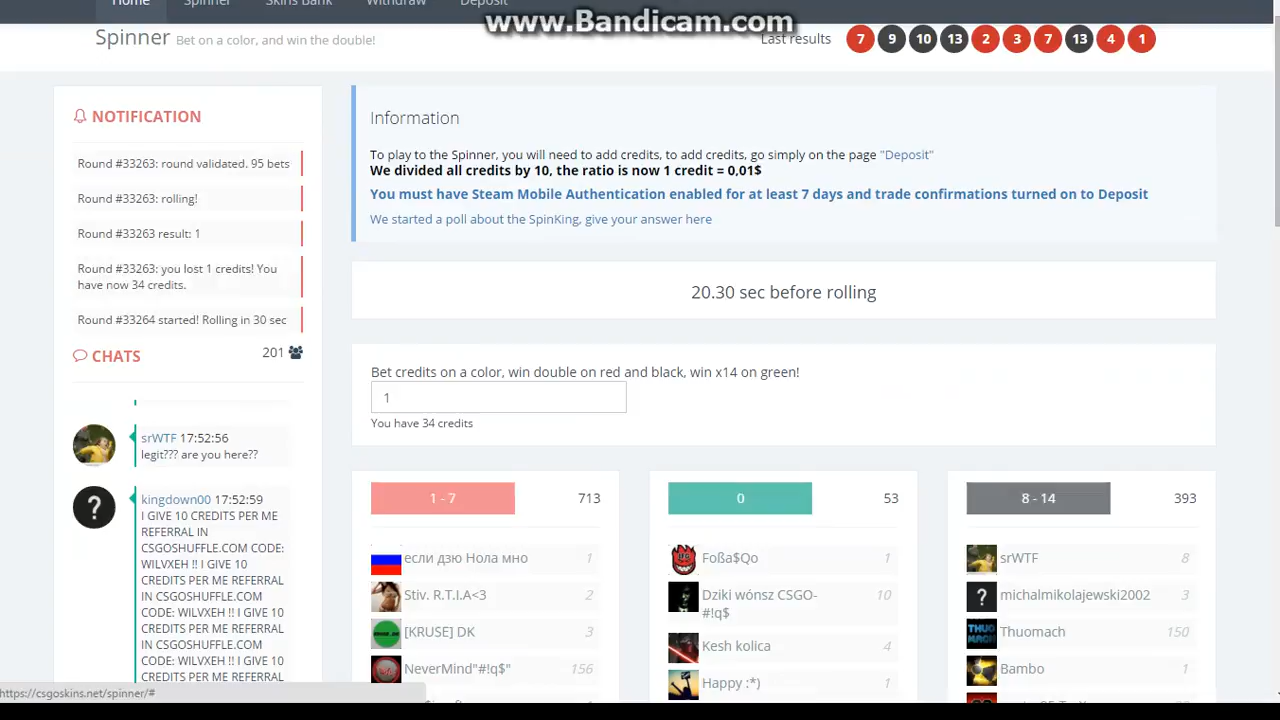 Home Spinner Skins Bank Withdraw Deposit
www.Bandicam.com
Spinner Bet on a color, and win the double!
Last results 7 9 10 13 2 3 7 13 4 1
NOTIFICATION
Round #33263: round validated. 95 bets
Round #33263: rolling!
Round #33263 result: 1
Round #33263: you lost 1 credits! You
have now 34 credits.
Round #33264 started! Rolling in 30 sec
CHATS 201
srWTF 17:52:56
legit??? are you here??
kingdown00 17:52:59
I GIVE 10 CREDITS PER ME
REFERRAL IN
CSGOSHUFFLE.COM CODE:
WILVXEH !! I GIVE 10
CREDITS PER ME REFERRAL
IN CSGOSHUFFLE.COM
CODE: WILVXEH !! I GIVE 10
CREDITS PER ME REFERRAL
IN CSGOSHUFFLE.COM
CODE: WILVXEH !! I GIVE 10
CREDITS PER ME REFERRAL
https://csgoskins.net/spinner/#
Information
To play to the Spinner, you will need to add credits, to add credits, go simply on the page "Deposit"
We divided all credits by 10, the ratio is now 1 credit = 0,01$
You must have Steam Mobile Authentication enabled for at least 7 days and trade confirmations turned on to Deposit
We started a poll about the SpinKing, give your answer here
20.30 sec before rolling
Bet credits on a color, win double on red and black, win x14 on green!
1
You have 34 credits
1 - 7 713
если дзю Нола мно 1
Stiv. R.T.I.A<3 2
[KRUSE] DK 3
NeverMind"#!q$" 156
0 53
Foßa$Qo 1
Dziki wónsz CSGO-
#!q$ 10
Kesh kolica 4
Happy :*) 1
8 - 14 393
srWTF 8
michalmikolajewski2002 3
Thuomach 150
Bambo 1